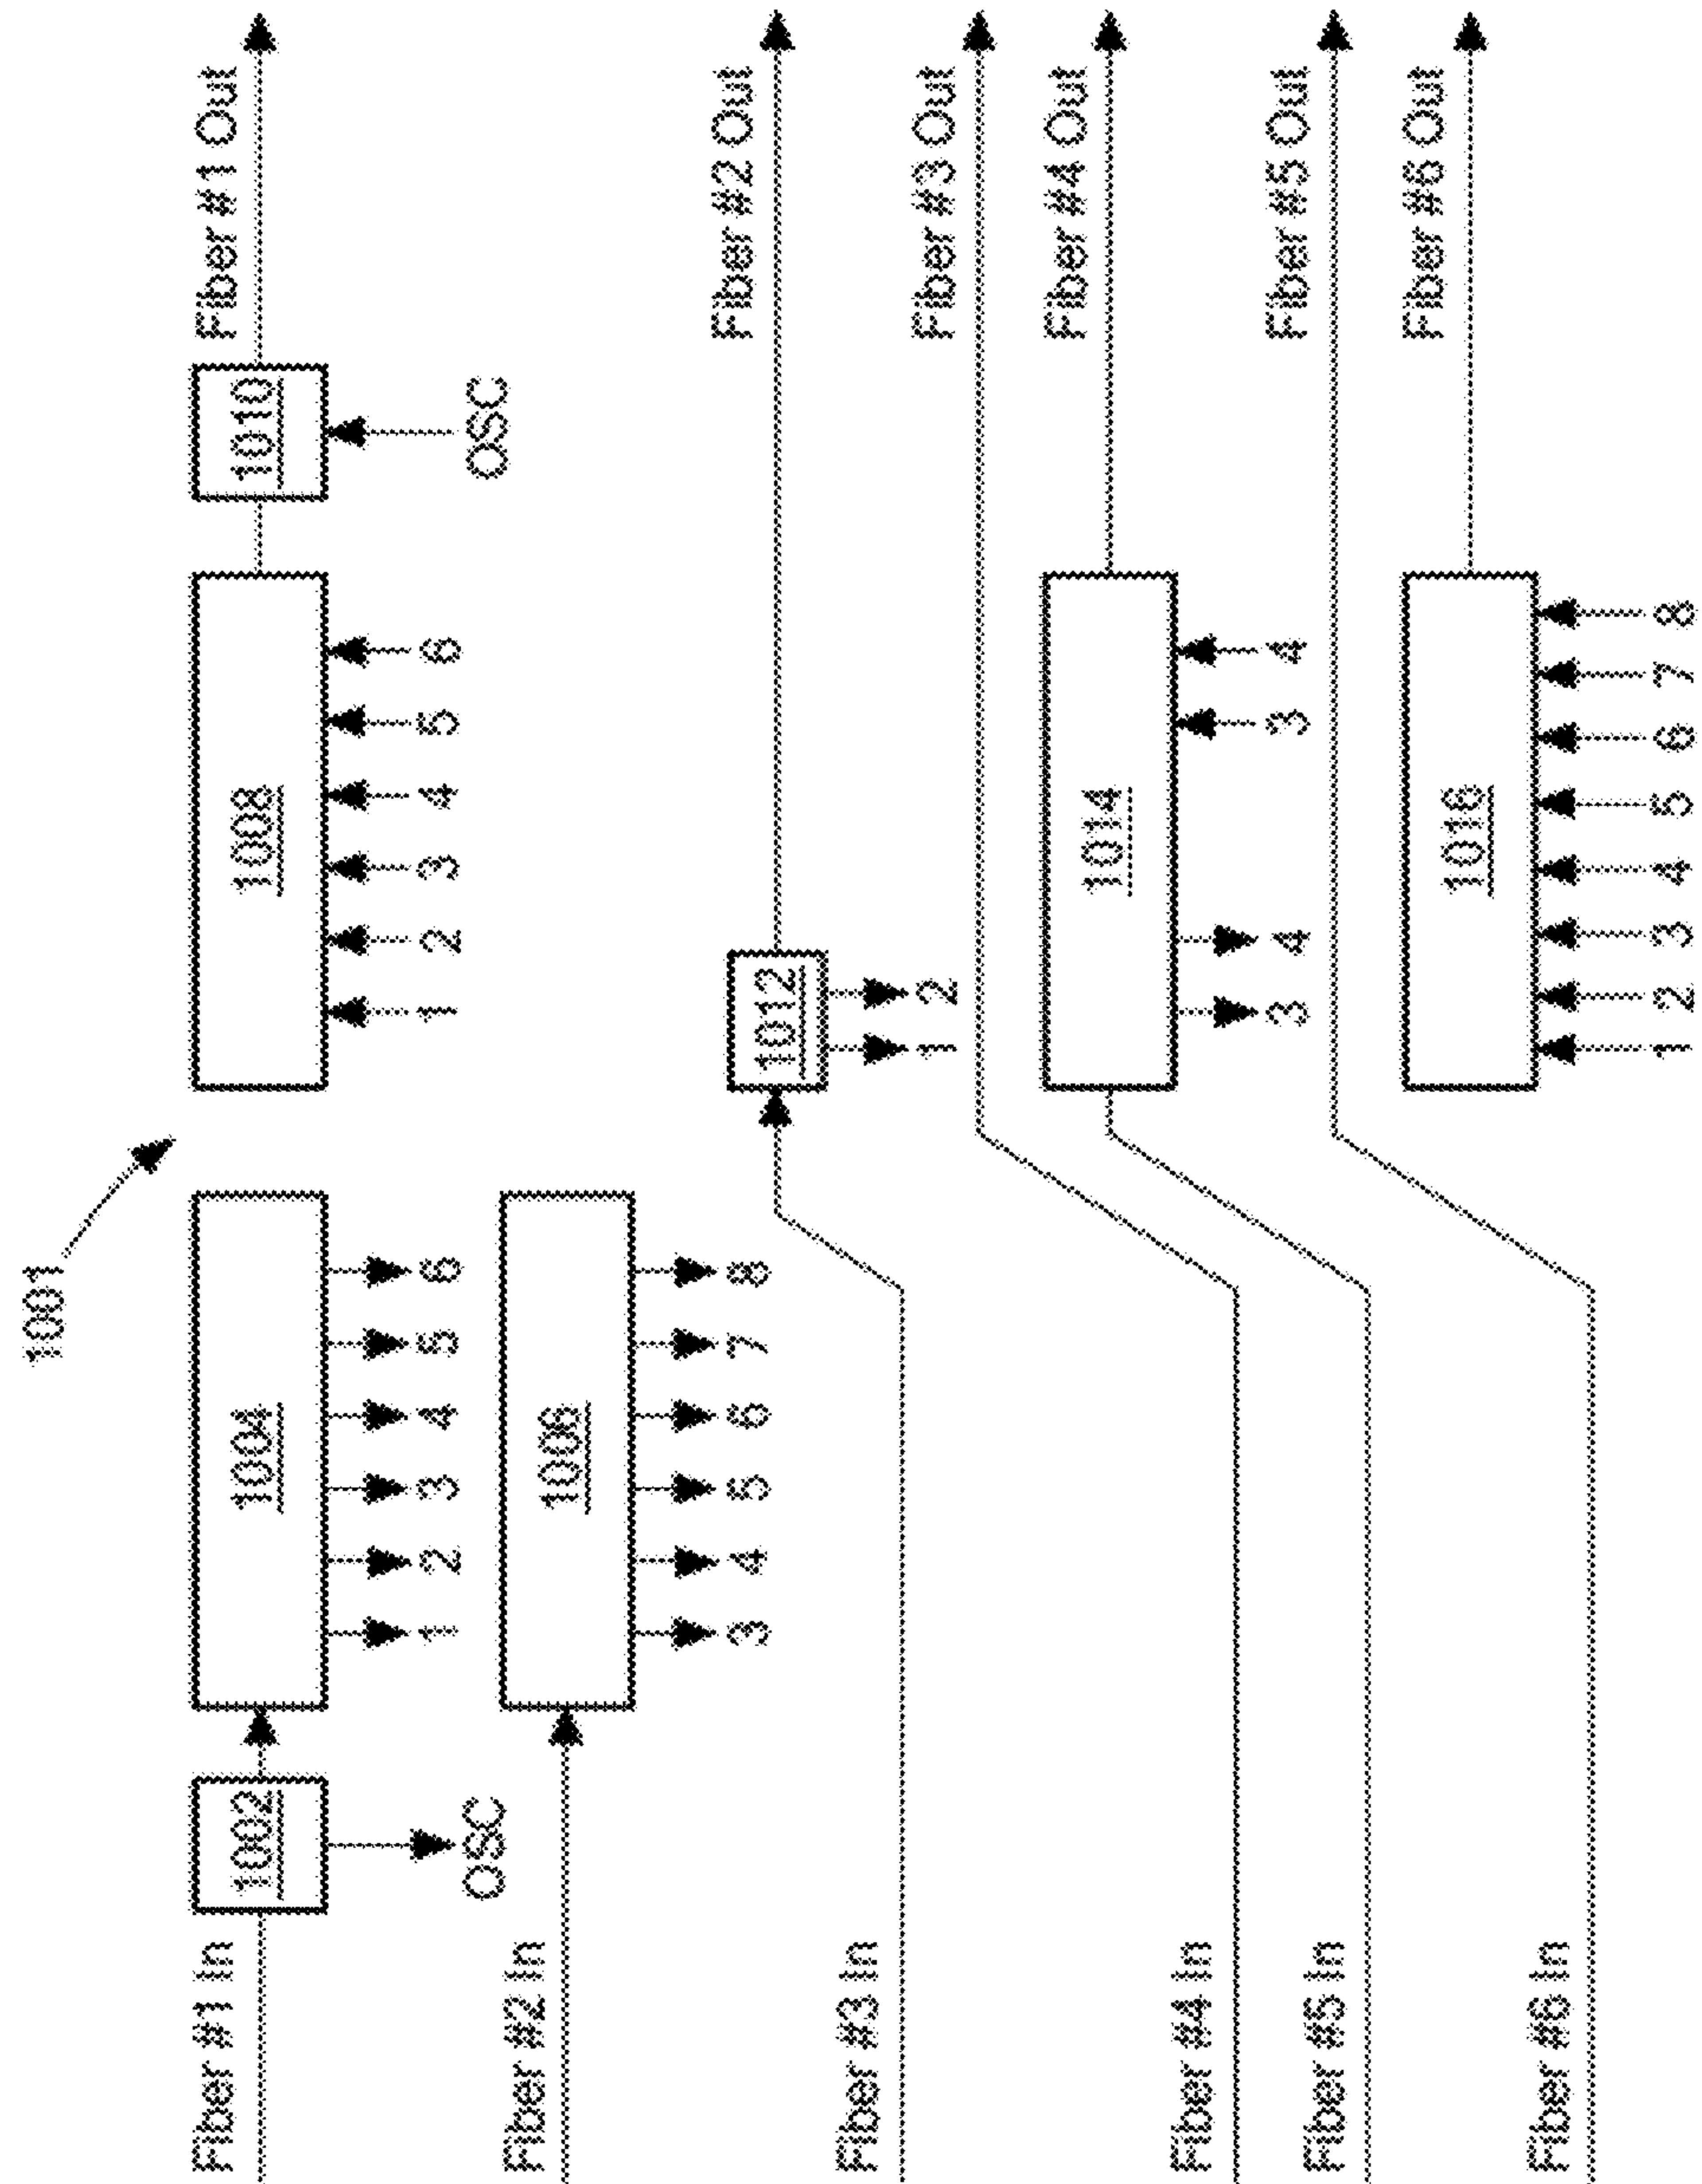 1001
Fiber #1 In
1002
OSC
1004
1 2 3 4 5 6
1008
1 2 3 4 5 6
1010
OSC
Fiber #1 Out
Fiber #2 In
1006
3 4 5 6 7 8
Fiber #3 In
1012
1 2
Fiber #2 Out
Fiber #4 In
Fiber #3 Out
Fiber #5 In
1014
3 4 3 4
Fiber #4 Out
Fiber #6 In
Fiber #5 Out
1016
1 2 3 4 5 6 7 8
Fiber #6 Out